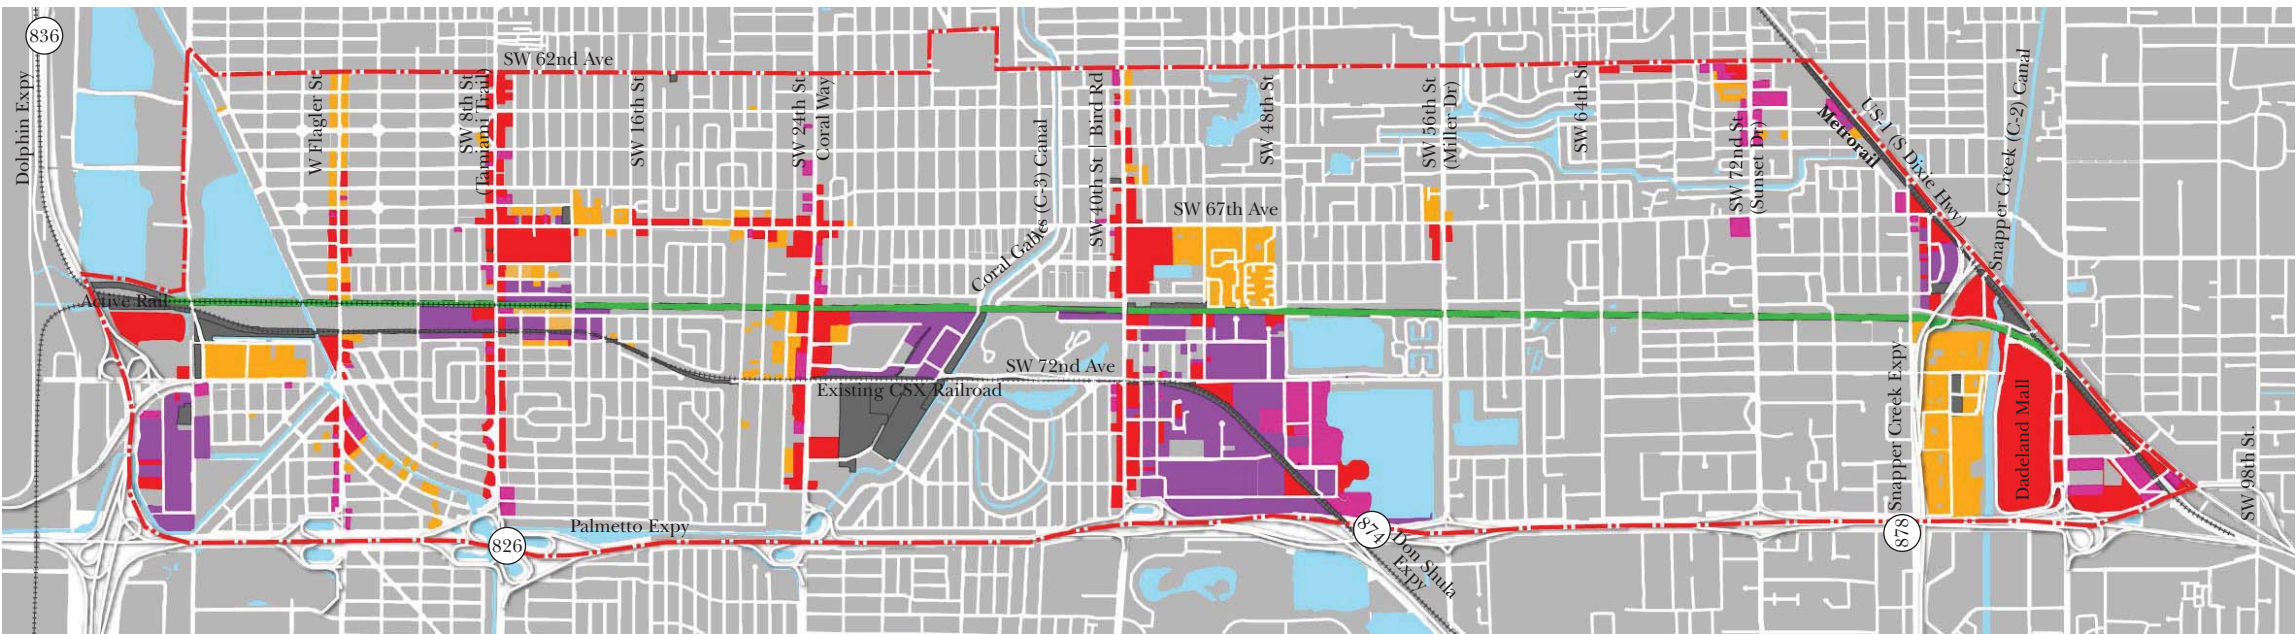 836
Dolphin Expy
SW 62nd Ave
W Flagler St
SW 8th St
(Tamiami Trail)
SW 16th St
SW 24th St
Coral Way
Coral Gables (C-3) Canal
SW 40th St | Bird Rd
SW 48th St
SW 56th St
(Miller Dr)
SW 64th St
SW 72nd St
(Sunset Dr)
US-1 (S Dixie Hwy)
Metrorail
Snapper Creek (C-2) Canal
SW 67th Ave
Active Rail
SW 72nd Ave
Existing CSX Railroad
Snapper Creek Expy
Dadeland Mall
SW 98th St.
Palmetto Expy
826
874
Don Shula
Expy
878